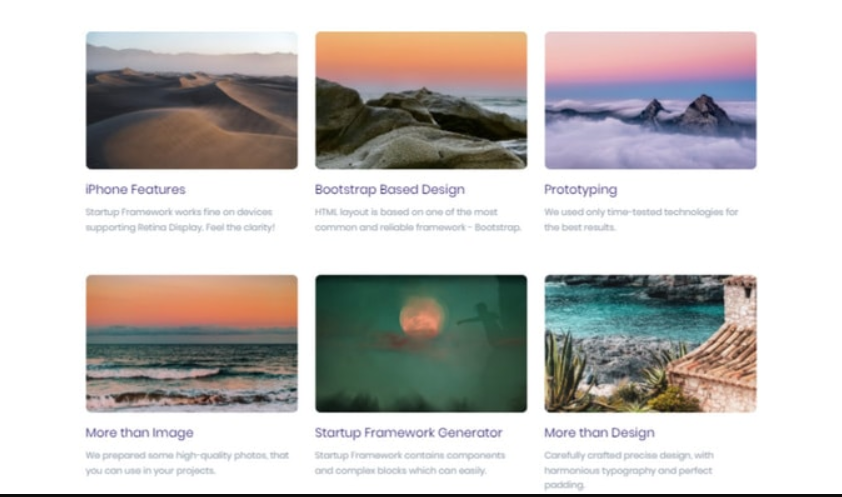 iPhone Features
Startup Framework works fine on devices
supporting Retina Display. Feel the clarity!
Bootstrap Based Design
HTML layout is based on one of the most
common and reliable framework - Bootstrap.
Prototyping
We used only time-tested technologies for
the best results.
More than Image
We prepared some high-quality photos, that
you can use in your projects.
Startup Framework Generator
Startup Framework contains components
and complex blocks which can easily.
More than Design
Carefully crafted precise design, with
harmonious typography and perfect
padding.